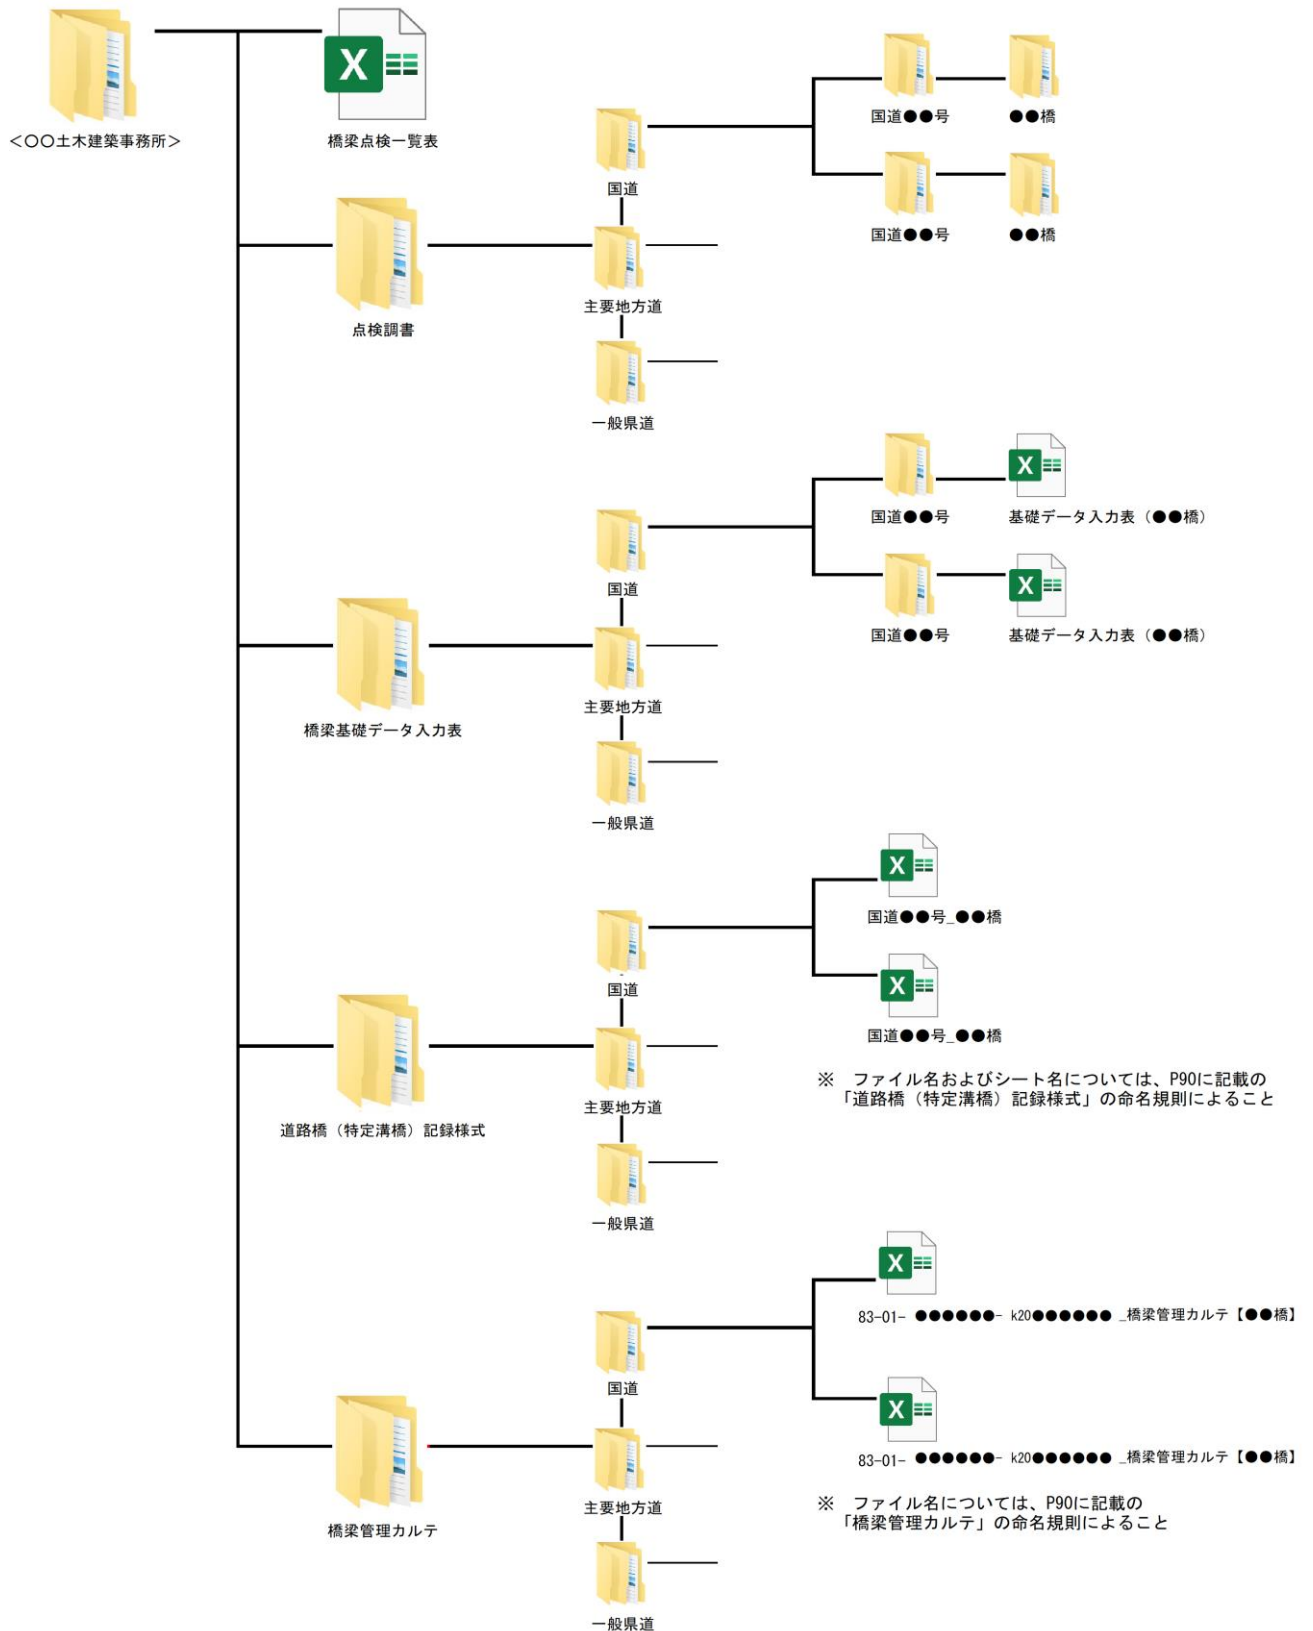 <〇〇土木建築事務所>
橋梁点検一覧表
国道●●号
●●橋
国道
国道●●号
●●橋
主要地方道
点検調書
一般県道
国道●●号
基礎データ入力表（●●橋）
国道
国道●●号
基礎データ入力表（●●橋）
主要地方道
橋梁基礎データ入力表
一般県道
国道●●号_●●橋
国道
国道●●号_●●橋
※　ファイル名およびシート名については、P90に記載の
「道路橋（特定溝橋）記録様式」の命名規則によること
主要地方道
道路橋（特定溝橋）記録様式
一般県道
83-01- ●●●●●●- k20●●●●●● _橋梁管理カルテ【●●橋】
国道
83-01- ●●●●●●- k20●●●●●● _橋梁管理カルテ【●●橋】
主要地方道
※　ファイル名については、P90に記載の
「橋梁管理カルテ」の命名規則によること
橋梁管理カルテ
一般県道